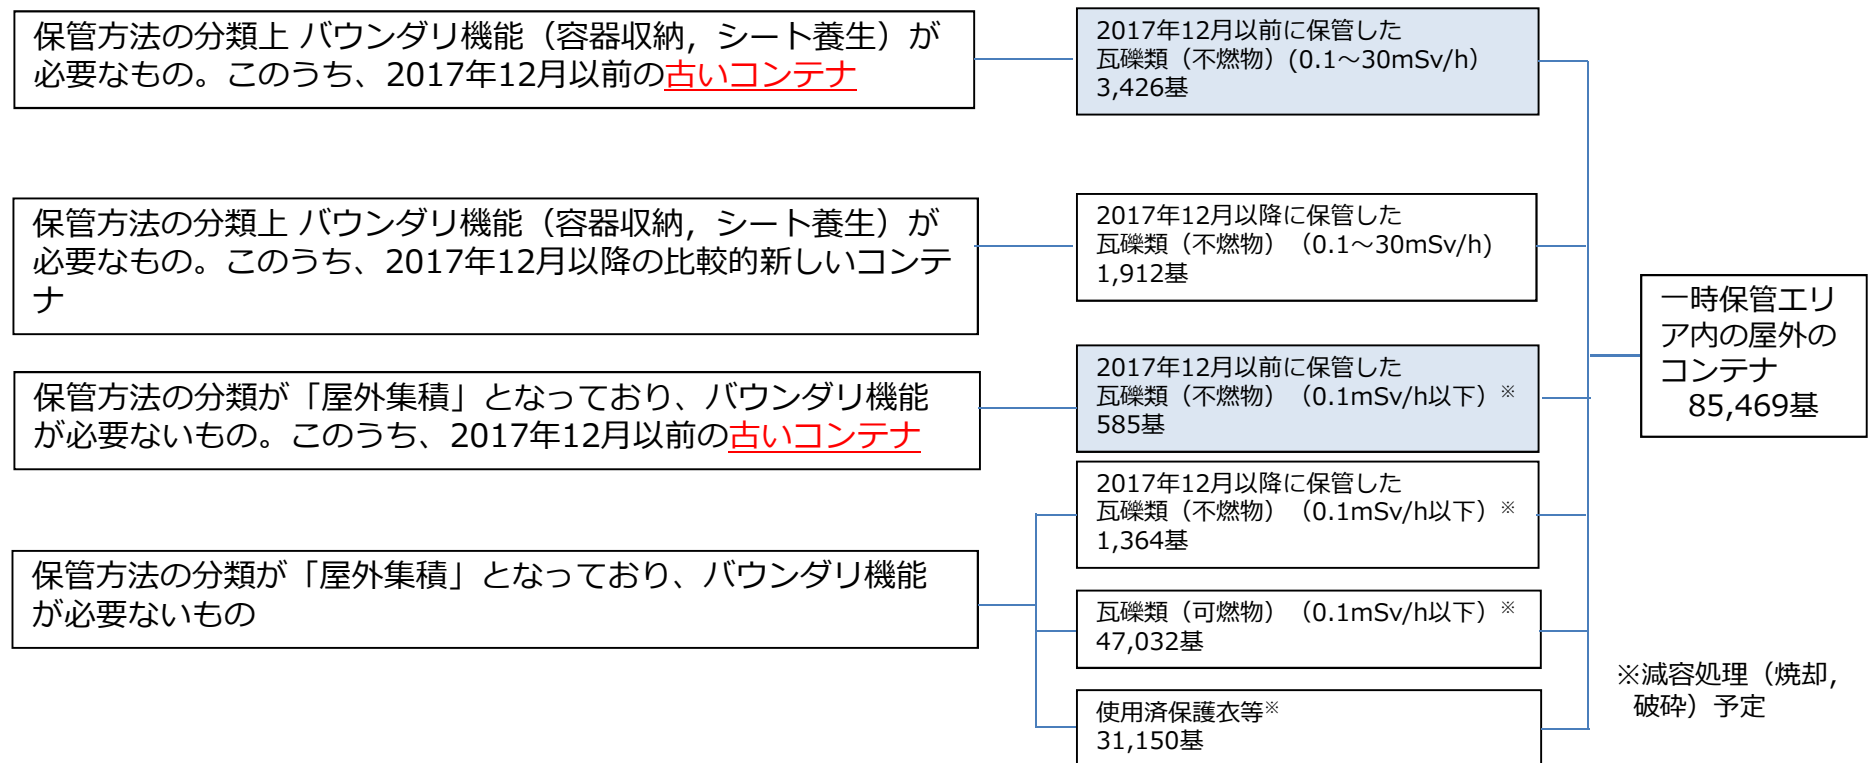 保管方法の分類上 バウンダリ機能（容器収納，シート養生）が
必要なもの。このうち、2017年12月以前の古いコンテナ
2017年12月以前に保管した
瓦礫類（不燃物）(0.1～30mSv/h）
3,426基
保管方法の分類上 バウンダリ機能（容器収納，シート養生）が
必要なもの。このうち、2017年12月以降の比較的新しいコンテ
ナ
2017年12月以降に保管した
瓦礫類（不燃物）（0.1～30mSv/h)
1,912基
保管方法の分類が「屋外集積」となっており、バウンダリ機能
が必要ないもの。このうち、2017年12月以前の古いコンテナ
2017年12月以前に保管した
瓦礫類（不燃物）（0.1mSv/h以下）※
585基
保管方法の分類が「屋外集積」となっており、バウンダリ機能
が必要ないもの
2017年12月以降に保管した
瓦礫類（不燃物）（0.1mSv/h以下）※
1,364基
瓦礫類（可燃物）（0.1mSv/h以下）※
47,032基
使用済保護衣等※
31,150基
一時保管エリ
ア内の屋外の
コンテナ
85,469基
※減容処理（焼却，
破砕）予定